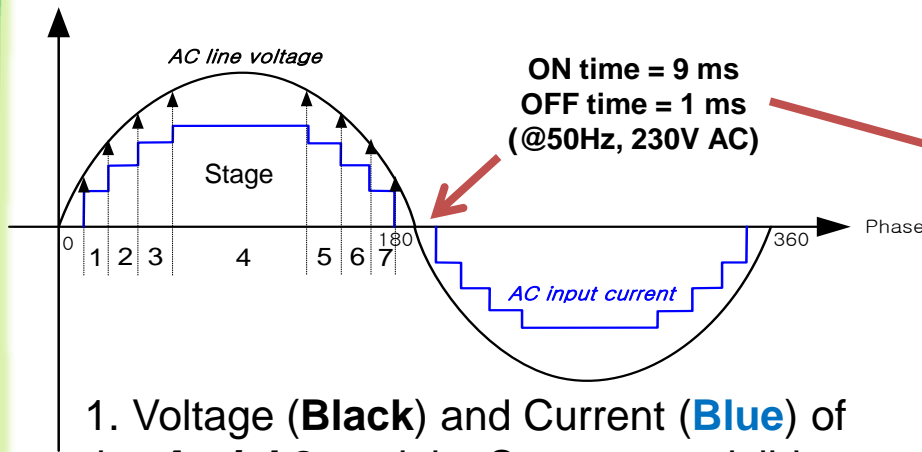 AC line voltage
ON time = 9 ms
OFF time = 1 ms
(@50Hz, 230V AC)
Stage
Phase
0
180
360
1 2 3 4 5 6 7
AC input current
1. Voltage (Black) and Current (Blue) of